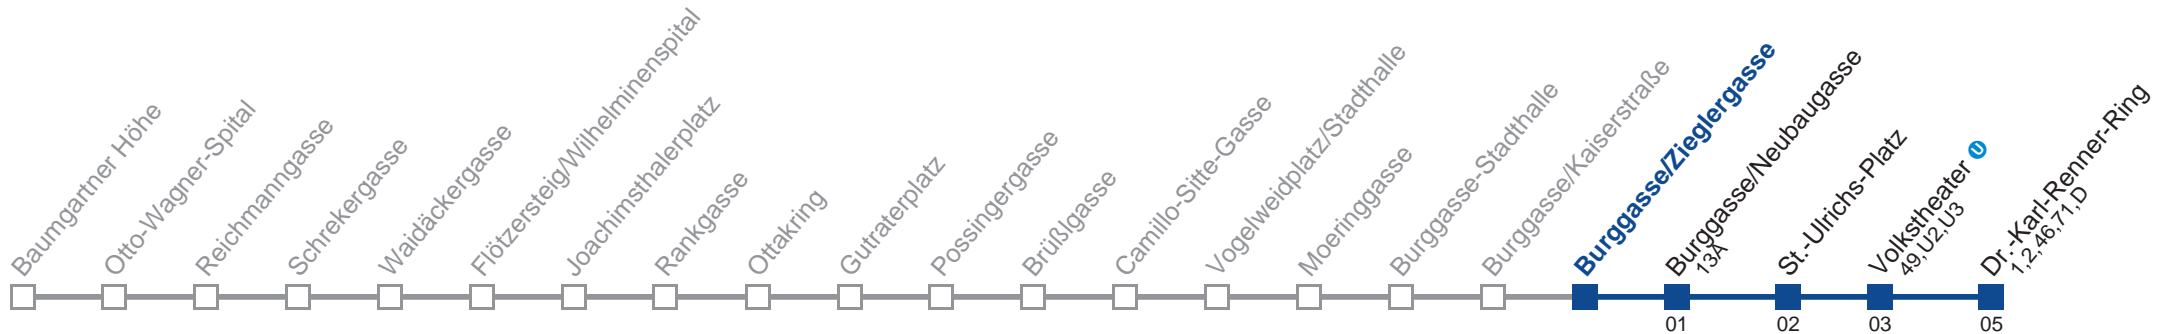 Baumgartner Höhe
Otto-Wagner-Spital
Reichmanngasse
Schrekergasse
Waidäckergasse
Flötzersteig/Wilhelminenspital
Joachimsthalerplatz
Rankgasse
Ottakring
Gutraterplatz
Possingergasse
Brüßlgasse
Camillo-Sitte-Gasse
Vogelweidplatz/Stadthalle
Moeringgasse
Burggasse-Stadthalle
Burggasse/Kaiserstraße
Burggasse/Zieglergasse
Burggasse/Neubaugasse
13A
St.-Ulrichs-Platz
Volkstheater U
49,U2,U3
Dr.-Karl-Renner-Ring
1,2,46,71,D
01
02
03
05